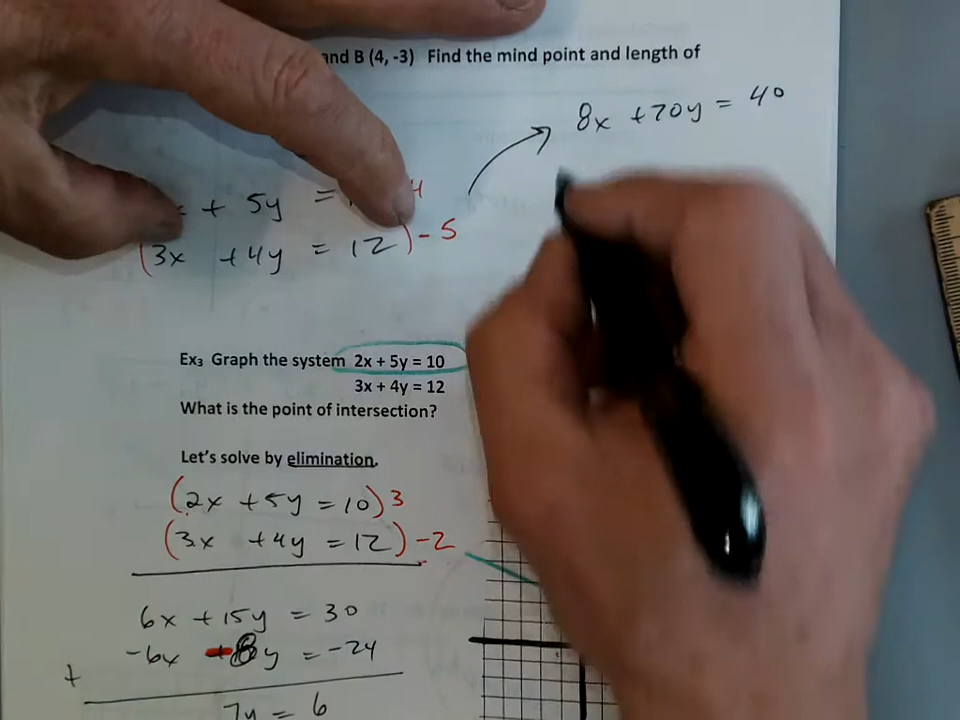 and B (4, -3) Find the mind point and length of
8x + 20y = 40
+ 5y = 4
(3x + 4y = 12) - 5
Ex3 Graph the system 2x + 5y = 10
3x + 4y = 12
What is the point of intersection?
Let's solve by elimination.
(2x + 5y = 10) 3
(3x + 4y = 12) - 2
6x + 15y = 30
-6x - 8y = -24
+
7y = 6